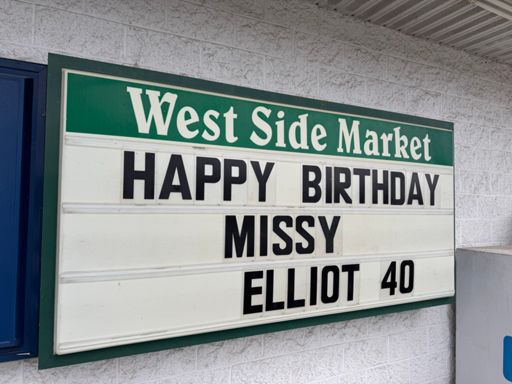 West Side Market
HAPPY BIRTHDAY
MISSY
ELLIOT 40